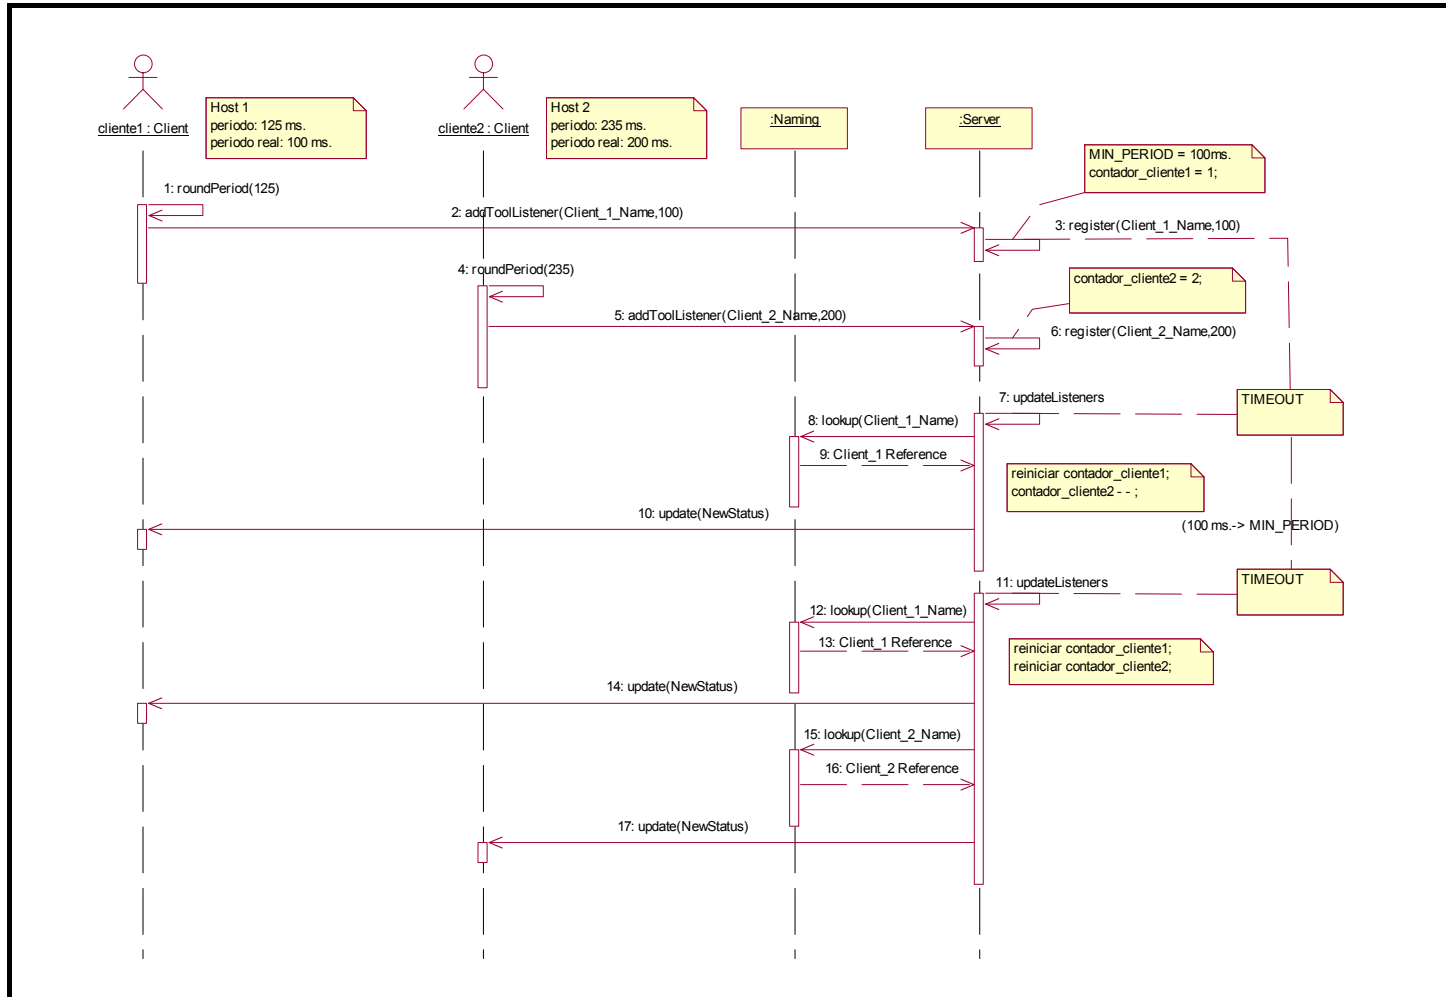 Host 1
periodo: 125 ms.
periodo real: 100 ms.
cliente1 : Client
Host 2
periodo: 235 ms.
periodo real: 200 ms.
cliente2 : Client
:Naming
:Server
MIN_PERIOD = 100ms.
contador_cliente1 = 1;
1: roundPeriod(125)
2: addToolListener(Client_1_Name,100)
3: register(Client_1_Name,100)
4: roundPeriod(235)
contador_cliente2 = 2;
5: addToolListener(Client_2_Name,200)
6: register(Client_2_Name,200)
7: updateListeners
TIMEOUT
8: lookup(Client_1_Name)
9: Client_1 Reference
reiniciar contador_cliente1;
contador_cliente2 - - ;
10: update(NewStatus)
(100 ms.-> MIN_PERIOD)
11: updateListeners
TIMEOUT
12: lookup(Client_1_Name)
13: Client_1 Reference
reiniciar contador_cliente1;
reiniciar contador_cliente2;
14: update(NewStatus)
15: lookup(Client_2_Name)
16: Client_2 Reference
17: update(NewStatus)